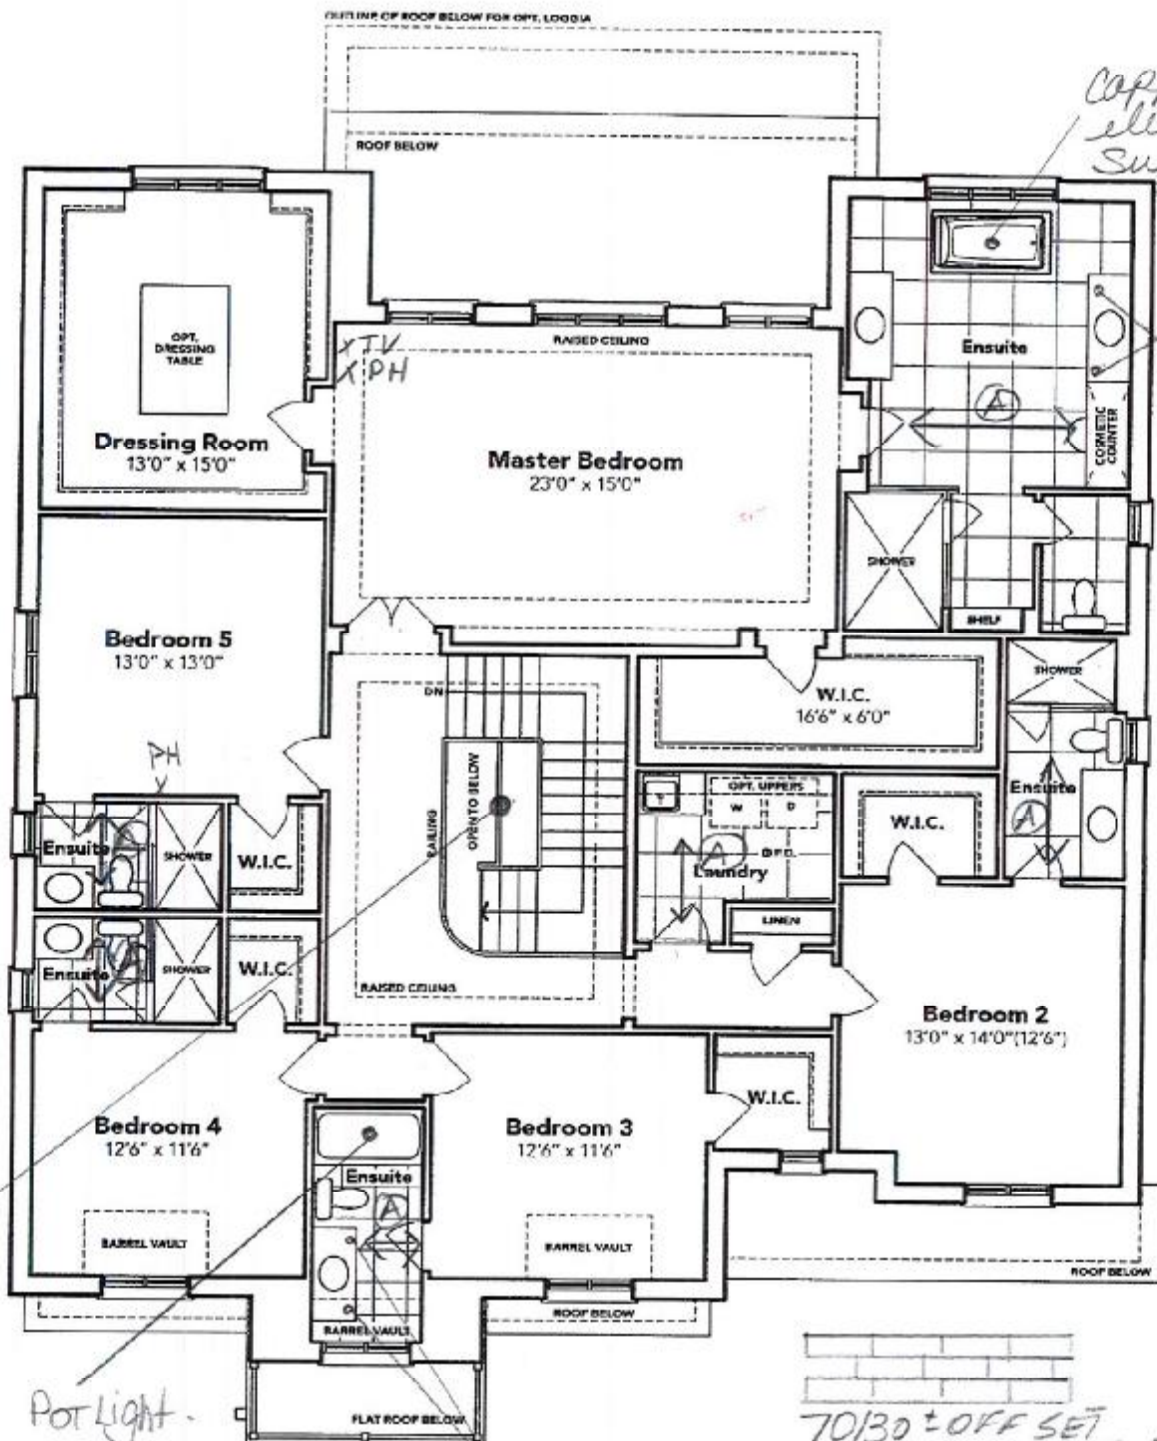 OUTLINE OF ROOF BELOW FOR OPT. LOGGIA
ROOF BELOW
OPT.
DRESSING
TABLE
Dressing Room
13'0" x 15'0"
X TV
X PH
RAISED CEILING
Master Bedroom
23'0" x 15'0"
Ensuite
A
COSMETIC
COUNTER
SHOWER
SHELF
Bedroom 5
13'0" x 13'0"
PH
X
DN
RAILING
OPEN TO BELOW
W.I.C.
16'6" x 6'0"
SHOWER
Ensuite
A
OPT. UPPERS
W
D
A
Laundry
LINEN
W.I.C.
Ensuite
A
SHOWER
W.I.C.
Ensuite
A
SHOWER
W.I.C.
RAISED CEILING
Bedroom 2
13'0" x 14'0"(12'6")
Bedroom 4
12'6" x 11'6"
Ensuite
A
Bedroom 3
12'6" x 11'6"
W.I.C.
BARREL VAULT
BARREL VAULT
BARREL VAULT
ROOF BELOW
ROOF BELOW
FLAT ROOF BELOW
POT Light.
70/30 ± OFF SET